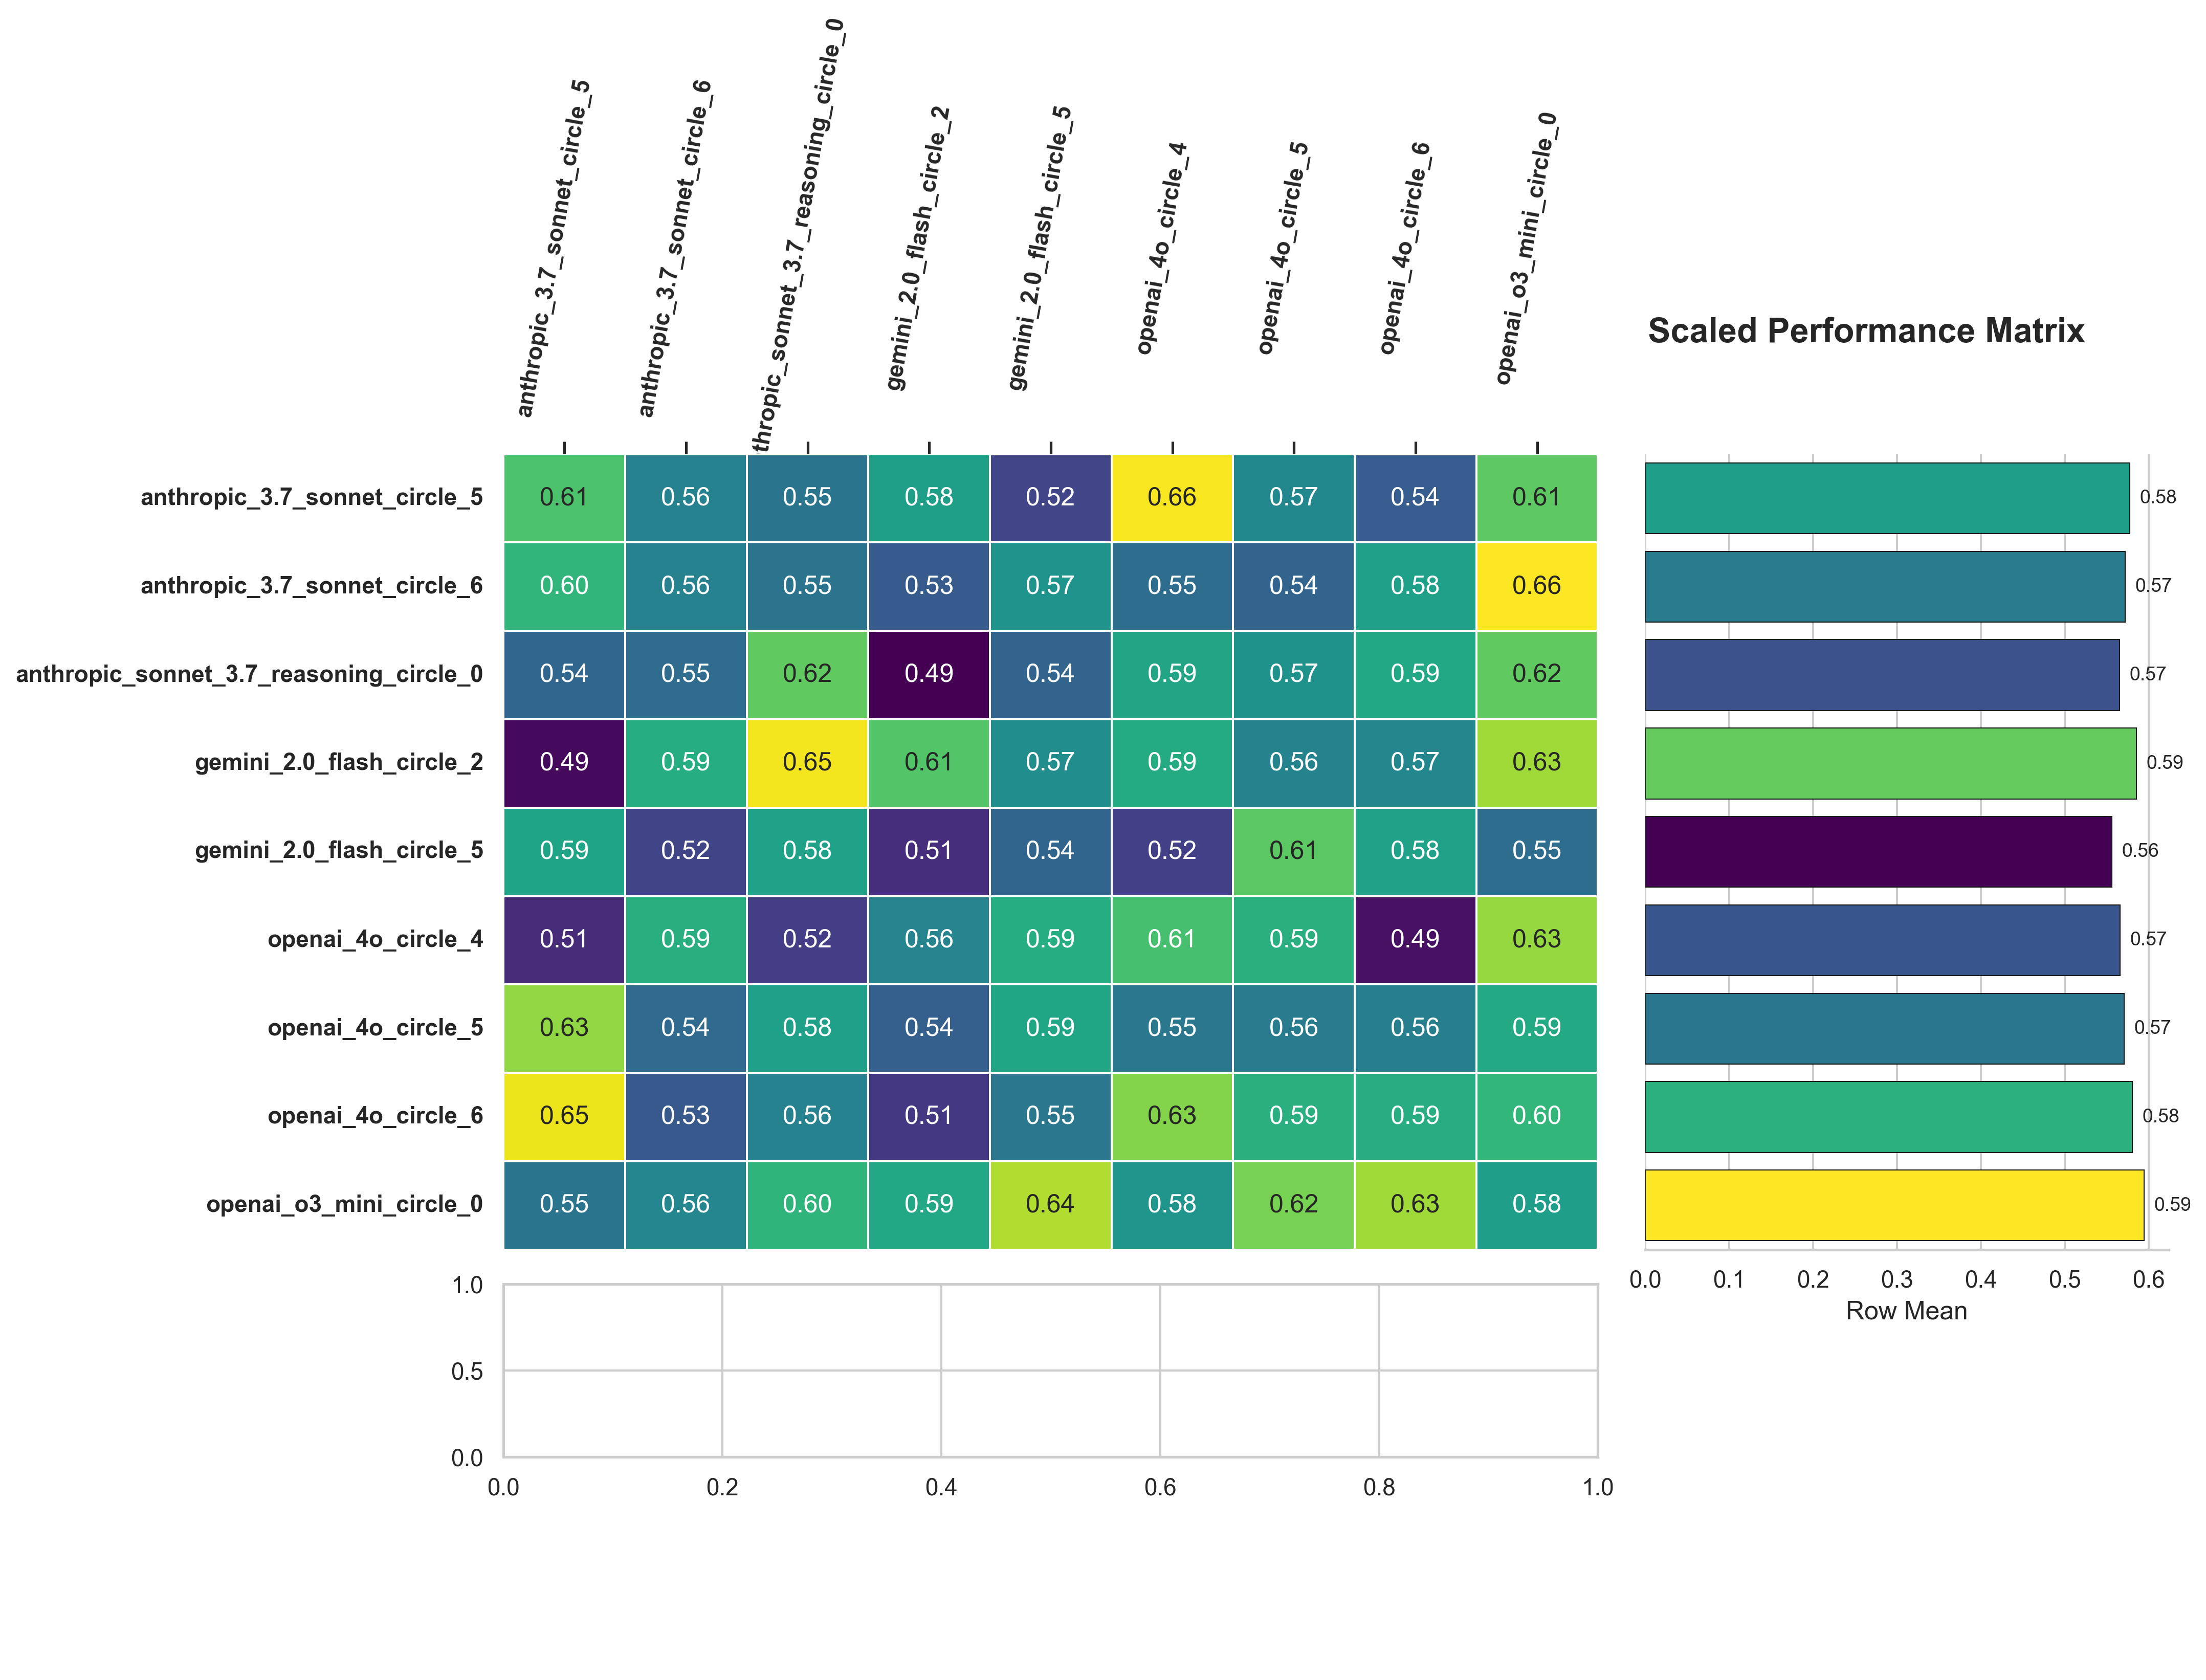 anthropic_3.7_sonnet_circle_5
anthropic_3.7_sonnet_circle_6
thropic_sonnet_3.7_reasoning_circle_0
gemini_2.0_flash_circle_2
gemini_2.0_flash_circle_5
openai_4o_circle_4
openai_4o_circle_5
openai_4o_circle_6
openai_o3_mini_circle_0
Scaled Performance Matrix
anthropic_3.7_sonnet_circle_5 0.61 0.56 0.55 0.58 0.52 0.66 0.57 0.54 0.61 0.58
anthropic_3.7_sonnet_circle_6 0.60 0.56 0.55 0.53 0.57 0.55 0.54 0.58 0.66 0.57
anthropic_sonnet_3.7_reasoning_circle_0 0.54 0.55 0.62 0.49 0.54 0.59 0.57 0.59 0.62 0.57
gemini_2.0_flash_circle_2 0.49 0.59 0.65 0.61 0.57 0.59 0.56 0.57 0.63 0.59
gemini_2.0_flash_circle_5 0.59 0.52 0.58 0.51 0.54 0.52 0.61 0.58 0.55 0.56
openai_4o_circle_4 0.51 0.59 0.52 0.56 0.59 0.61 0.59 0.49 0.63 0.57
openai_4o_circle_5 0.63 0.54 0.58 0.54 0.59 0.55 0.56 0.56 0.59 0.57
openai_4o_circle_6 0.65 0.53 0.56 0.51 0.55 0.63 0.59 0.59 0.60 0.58
openai_o3_mini_circle_0 0.55 0.56 0.60 0.59 0.64 0.58 0.62 0.63 0.58 0.59
0.0 0.1 0.2 0.3 0.4 0.5 0.6
Row Mean
1.0
0.5
0.0
0.0 0.2 0.4 0.6 0.8 1.0